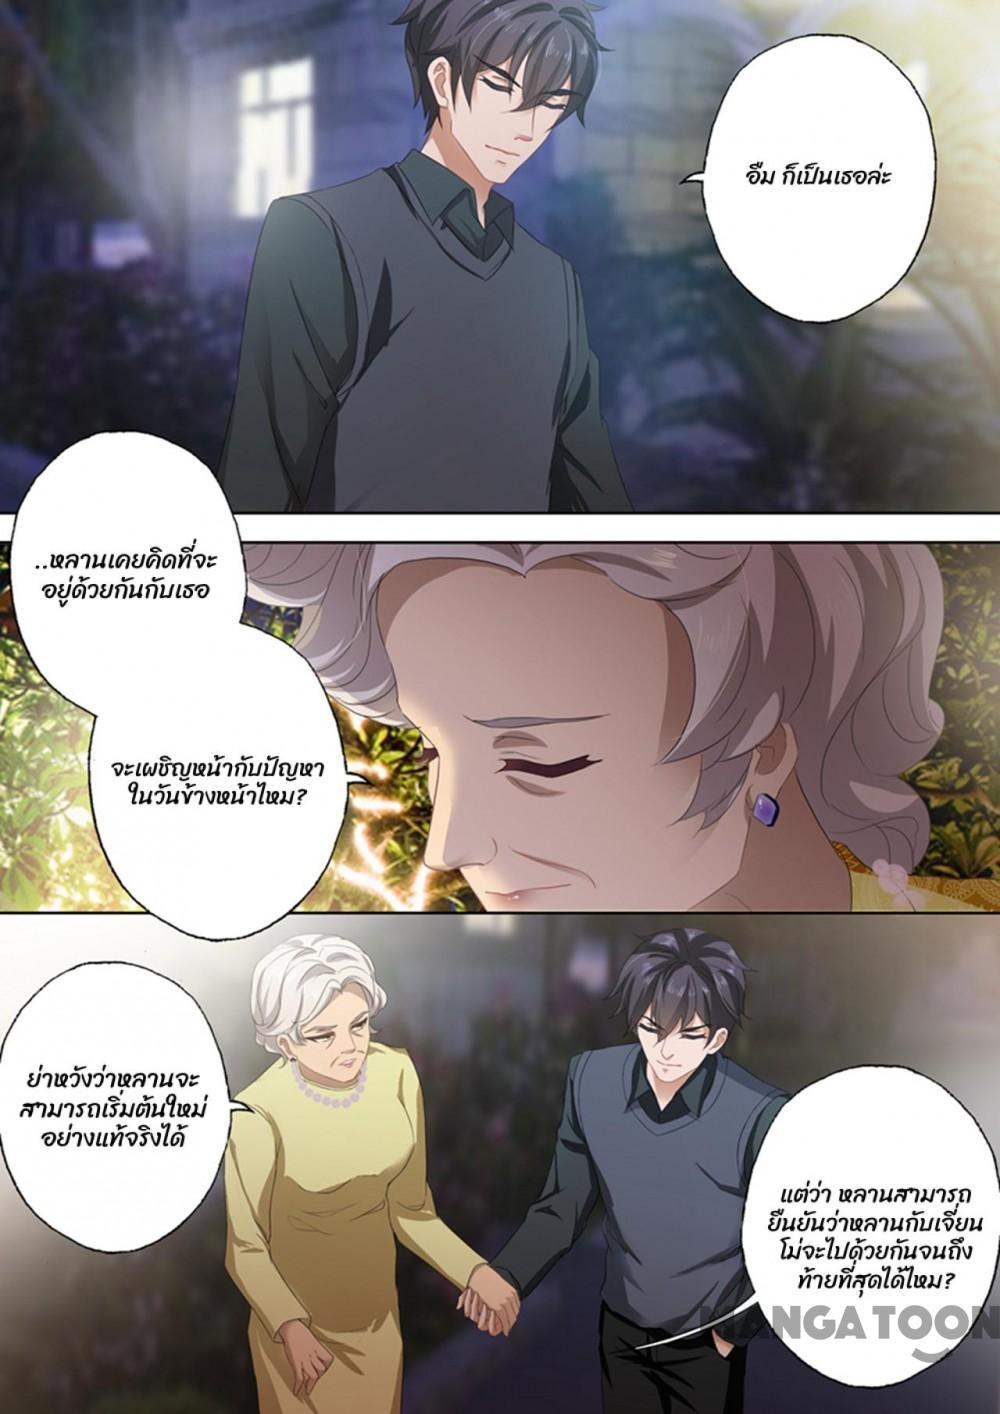 อืม ก็เป็นเธอล่ะ
..หลานเคยคิดที่จะ
อยู่ด้วยกันกับเธอ
จะเผชิญหน้ากับปัญหา
ในวันข้างหน้าไหม?
ย่าหวังว่าหลานจะ
สามารถเริ่มต้นใหม่
อย่างแท้จริงได้
แต่ว่า หลานสามารถ
ยืนยันว่าหลานกับเจี่ยน
โม่จะไปด้วยกันจนถึง
ท้ายที่สุดได้ไหม?
MANGATOON